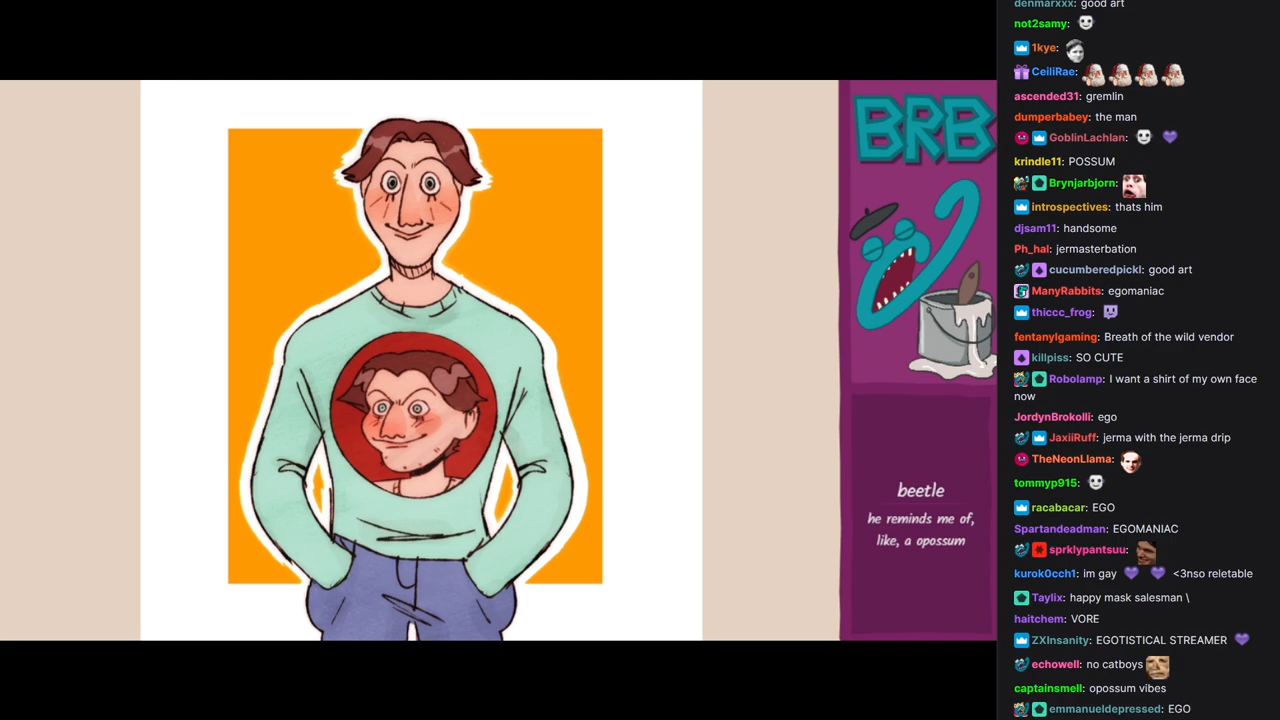 BRB
beetle
he reminds me of,
like, a opossum
denmarxxx: good art
not2samy:
1kye:
CeiliRae:
ascended31: gremlin
dumperbabey: the man
GoblinLachlan:
krindle11: POSSUM
Brynjarbjorn:
introspectives: thats him
djsam11: handsome
Ph_hal: jermasterbation
cucumberedpickl: good art
ManyRabbits: egomaniac
thiccc_frog:
fentanylgaming: Breath of the wild vendor
killpiss: SO CUTE
Robolamp: I want a shirt of my own face
now
JordynBrokolli: ego
JaxiiRuff: jerma with the jerma drip
TheNeonLlama:
tommyp915:
racabacar: EGO
Spartandeadman: EGOMANIAC
sprklypantsuu:
kurok0cch1: im gay <3nso reletable
Taylix: happy mask salesman \
haitchem: VORE
ZXInsanity: EGOTISTICAL STREAMER
echowell: no catboys
captainsmell: opossum vibes
emmanueldepressed: EGO